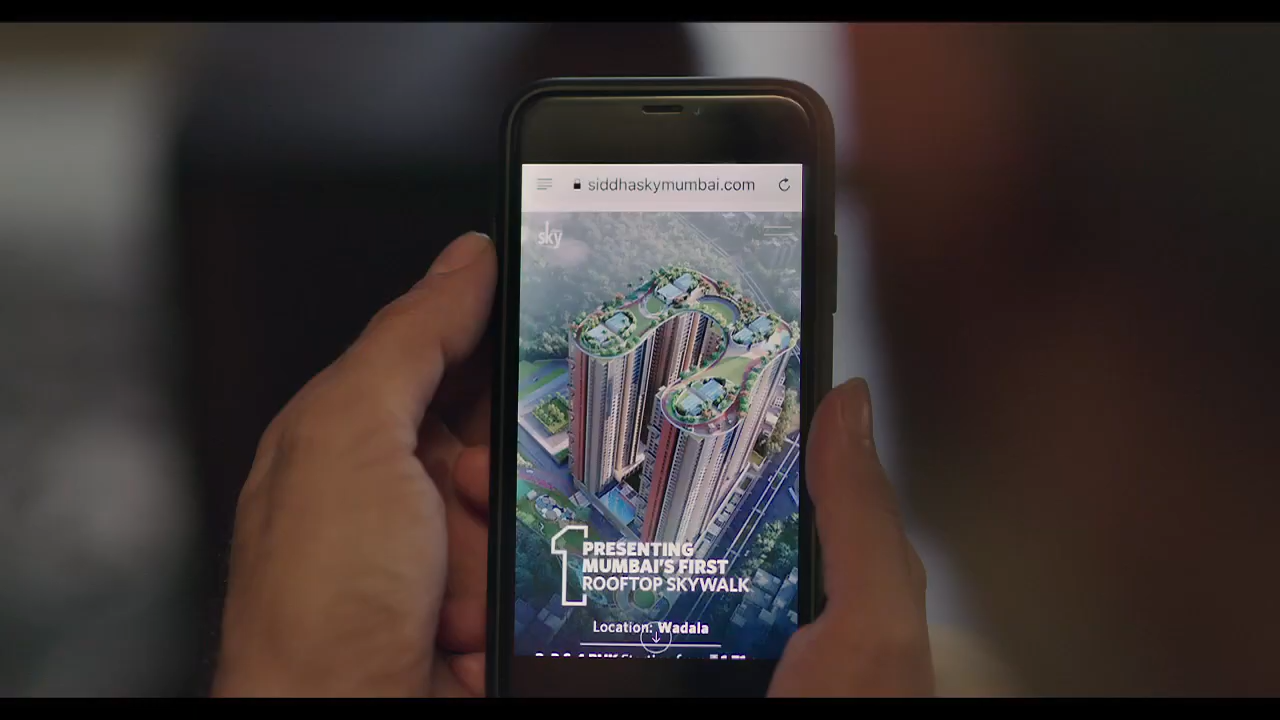 siddhaskymumbai.com
sky
1
PRESENTING
MUMBAI'S FIRST
ROOFTOP SKYWALK
Location: Wadala